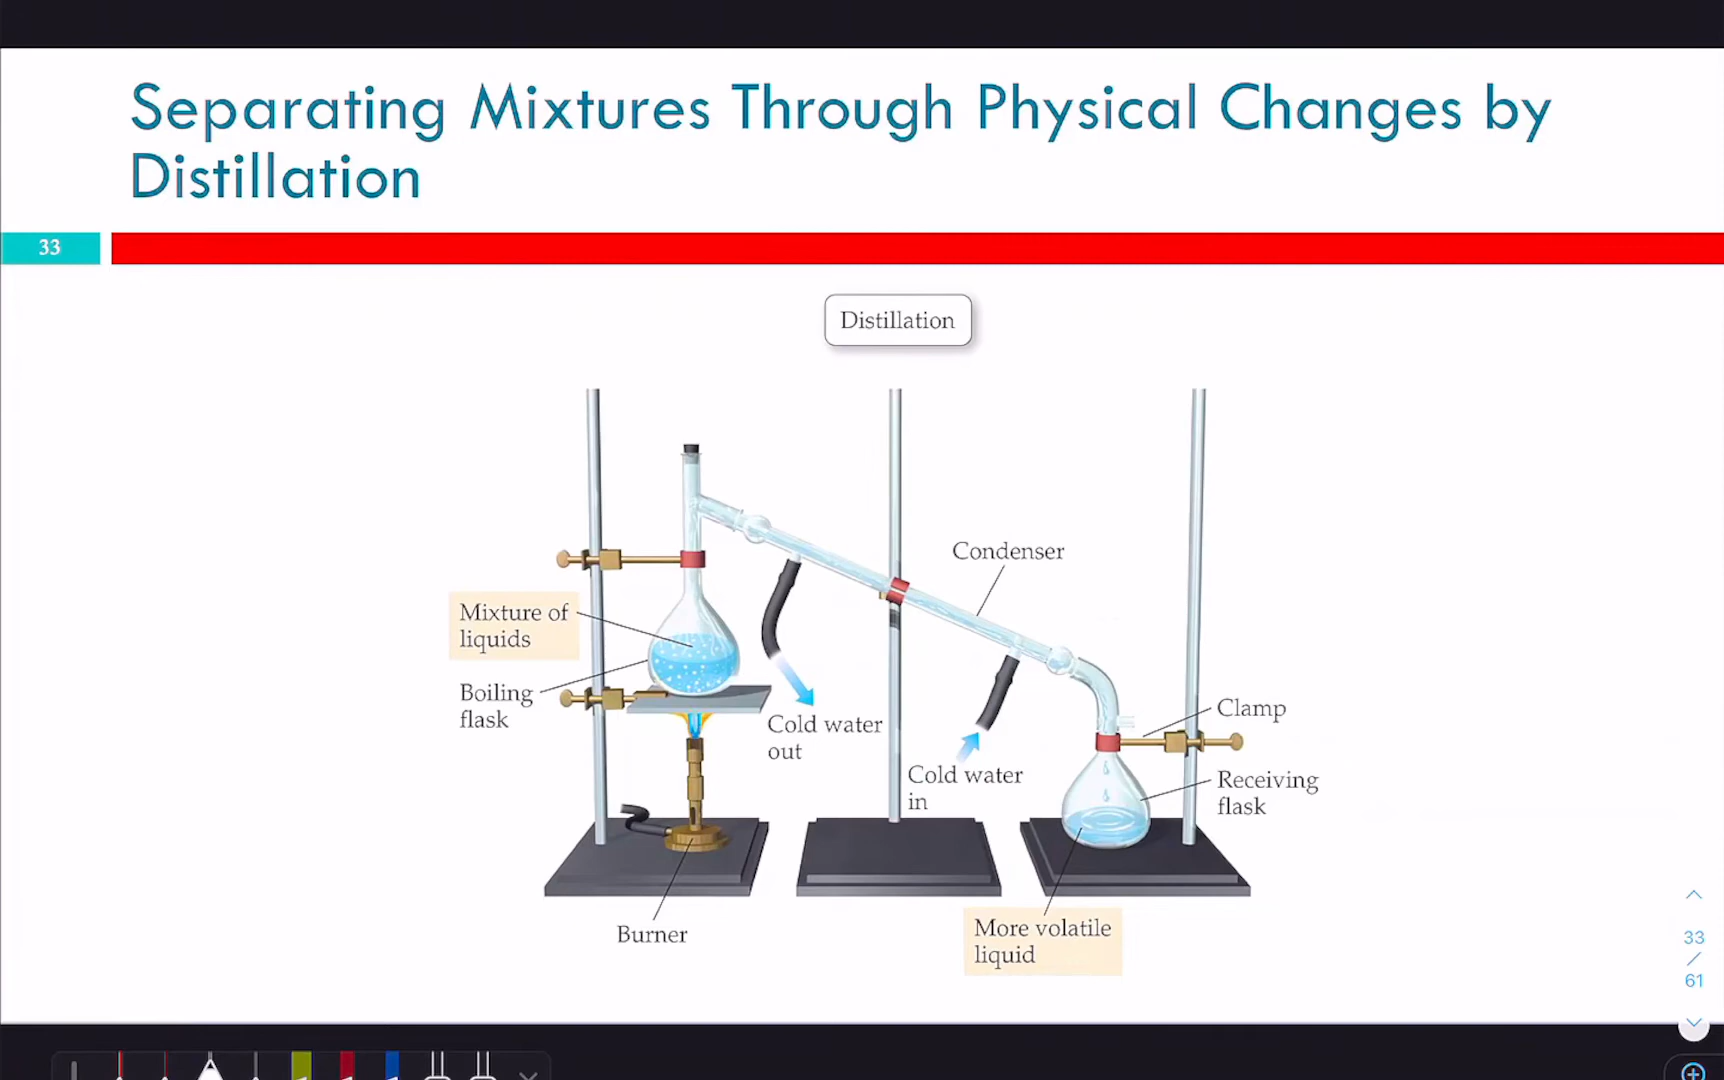 Separating Mixtures Through Physical Changes by
Distillation
33
Distillation
Condenser
Mixture of
liquids
Boiling
flask
Cold water
out
Clamp
Cold water
in
Receiving
flask
Burner
More volatile
liquid
33
/
61